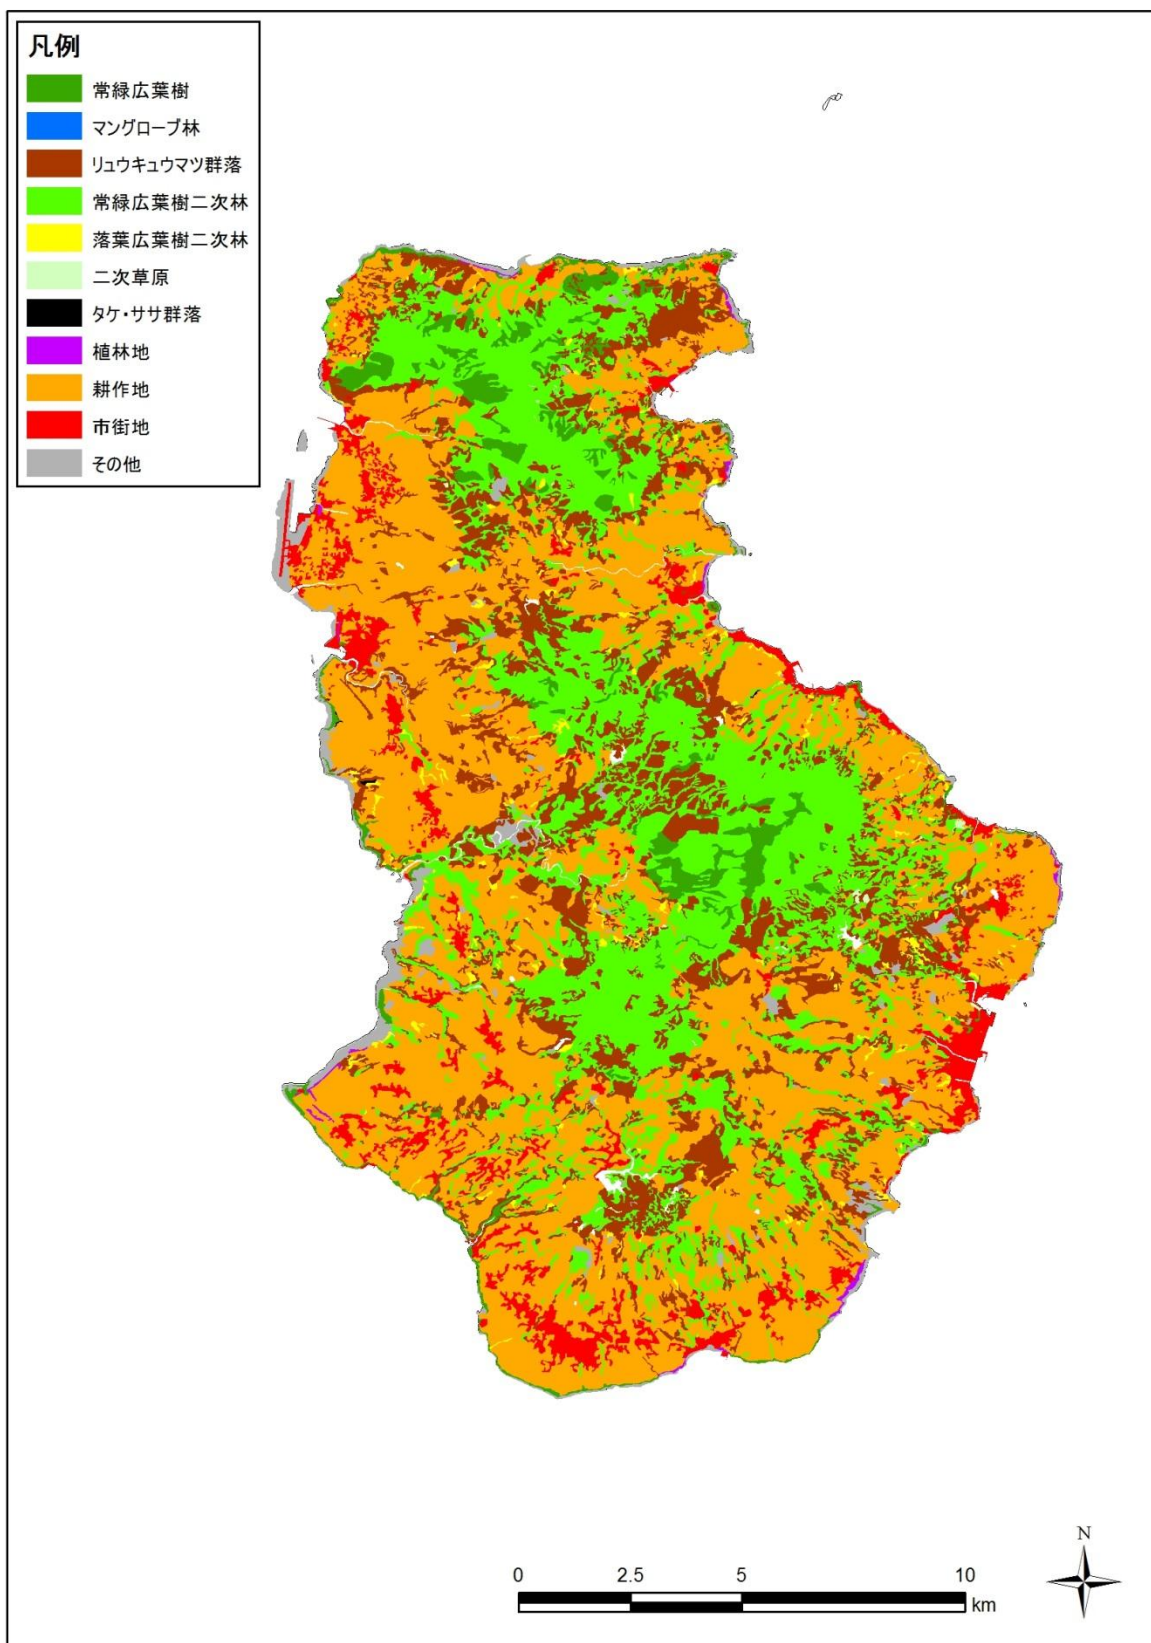 凡例
常緑広葉樹
マングローブ林
リュウキュウマツ群落
常緑広葉樹二次林
落葉広葉樹二次林
二次草原
タケ・ササ群落
植林地
耕作地
市街地
その他
N
0 2.5 5 10
km